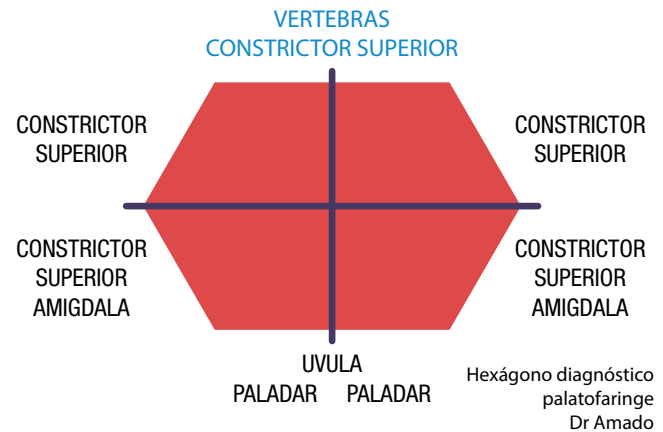 VERTEBRAS
CONSTRICTOR SUPERIOR
CONSTRICTOR
SUPERIOR
CONSTRICTOR
SUPERIOR
CONSTRICTOR
SUPERIOR
AMIGDALA
CONSTRICTOR
SUPERIOR
AMIGDALA
UVULA
PALADAR PALADAR
Hexágono diagnóstico
palatofaringe
Dr Amado